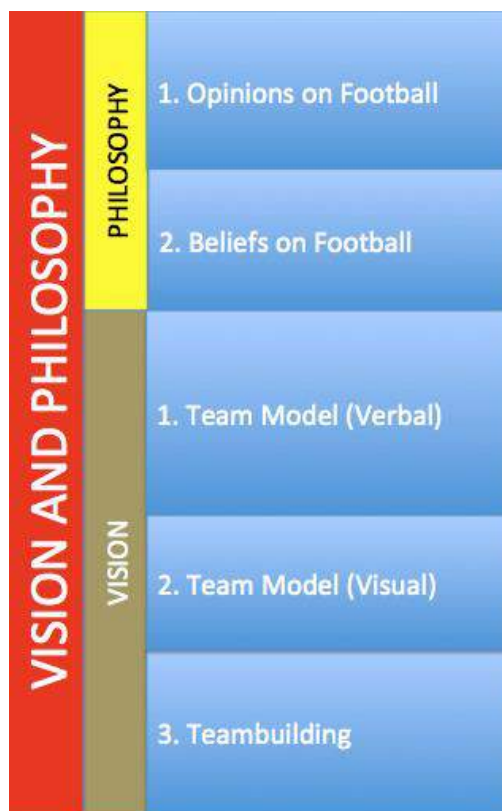 VISION AND PHILOSOPHY
PHILOSOPHY
1. Opinions on Football
2. Beliefs on Football
VISION
1. Team Model (Verbal)
2. Team Model (Visual)
3. Teambuilding